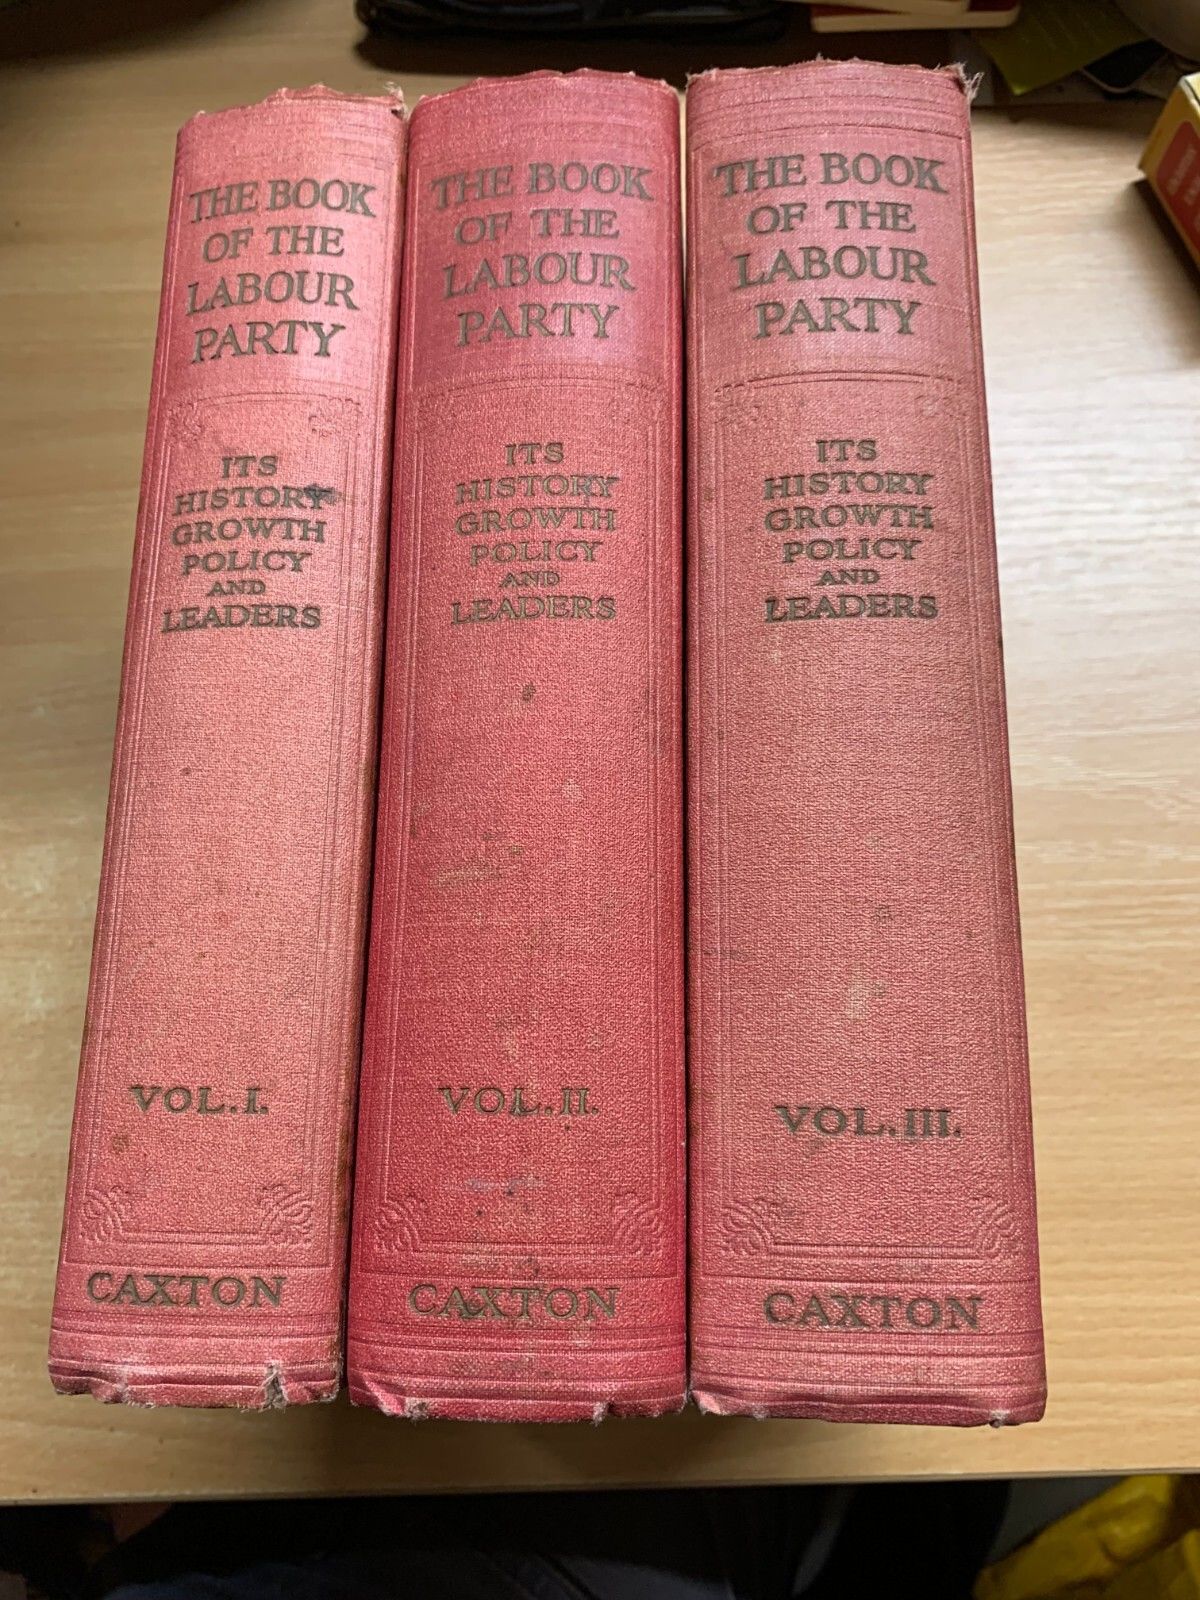 THE BOOK
OF THE
LABOUR
PARTY
ITS
HISTORY
GROWTH
POLICY
AND
LEADERS
VOL. I.
CAXTON
THE BOOK
OF THE
LABOUR
PARTY
ITS
HISTORY
GROWTH
POLICY
AND
LEADERS
VOL. II.
CAXTON
THE BOOK
OF THE
LABOUR
PARTY
ITS
HISTORY
GROWTH
POLICY
AND
LEADERS
VOL. III.
CAXTON